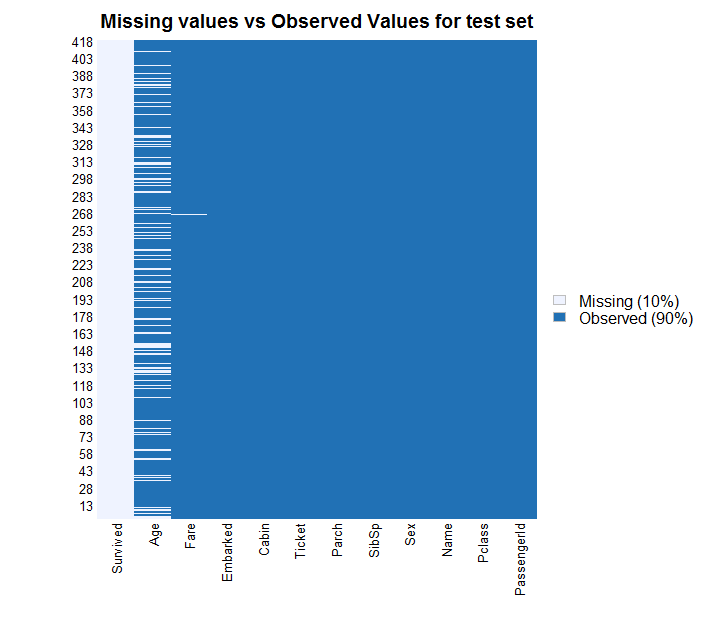 Missing values vs Observed Values for test set
418
403
388
373
358
343
328
313
298
283
268
253
238
223
208
193
178
163
148
133
118
103
88
73
58
43
28
13
Missing (10%)
Observed (90%)
Survived
Age
Fare
Embarked
Cabin
Ticket
Parch
SibSp
Sex
Name
Pclass
PassengerId